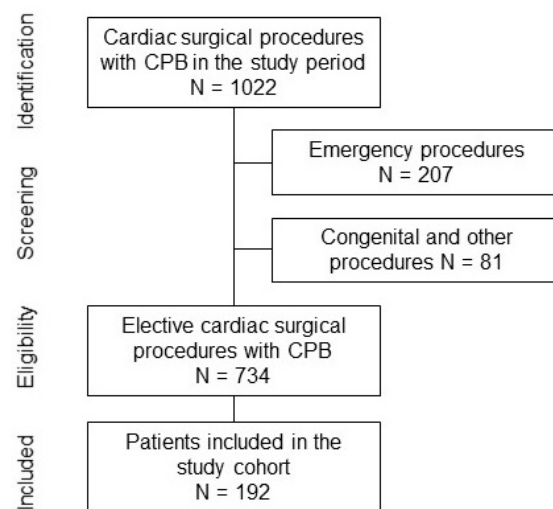 Identification
Cardiac surgical procedures
with CPB in the study period
N = 1022
Screening
Emergency procedures
N = 207
Congenital and other
procedures N = 81
Eligibility
Elective cardiac surgical
procedures with CPB
N = 734
Included
Patients included in the
study cohort
N = 192